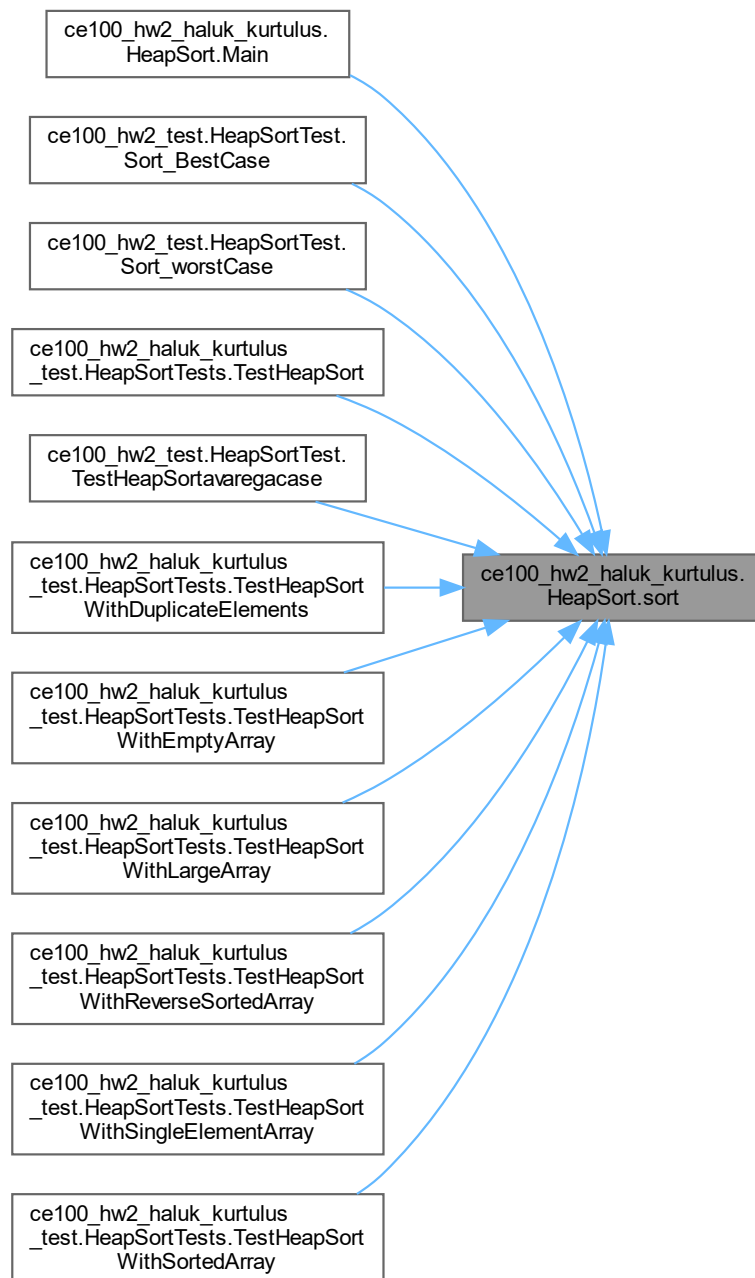 ce100_hw2_haluk_kurtulus.
HeapSort.Main
ce100_hw2_test.HeapSortTest.
Sort_BestCase
ce100_hw2_test.HeapSortTest.
Sort_worstCase
ce100_hw2_haluk_kurtulus
_test.HeapSortTests.TestHeapSort
ce100_hw2_test.HeapSortTest.
TestHeapSortavaregacase
ce100_hw2_haluk_kurtulus
_test.HeapSortTests.TestHeapSort
WithDuplicateElements
ce100_hw2_haluk_kurtulus.
HeapSort.sort
ce100_hw2_haluk_kurtulus
_test.HeapSortTests.TestHeapSort
WithEmptyArray
ce100_hw2_haluk_kurtulus
_test.HeapSortTests.TestHeapSort
WithLargeArray
ce100_hw2_haluk_kurtulus
_test.HeapSortTests.TestHeapSort
WithReverseSortedArray
ce100_hw2_haluk_kurtulus
_test.HeapSortTests.TestHeapSort
WithSingleElementArray
ce100_hw2_haluk_kurtulus
_test.HeapSortTests.TestHeapSort
WithSortedArray